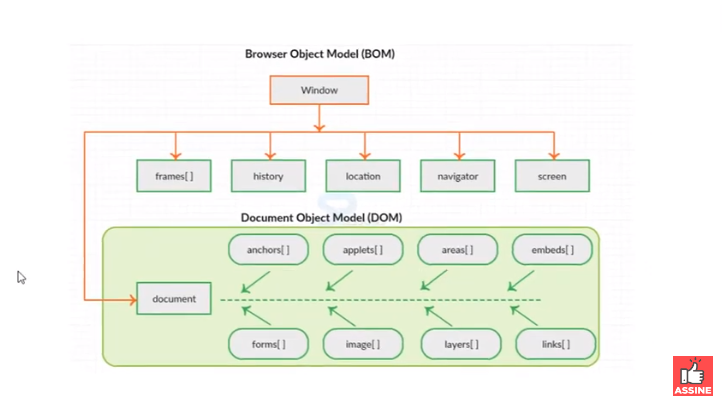 Browser Object Model (BOM)
Window
frames[ ]
history
location
navigator
screen
Document Object Model (DOM)
anchors[ ]
applets[ ]
areas[ ]
embeds[ ]
document
forms[ ]
image[ ]
layers[ ]
links[ ]
ASSINE